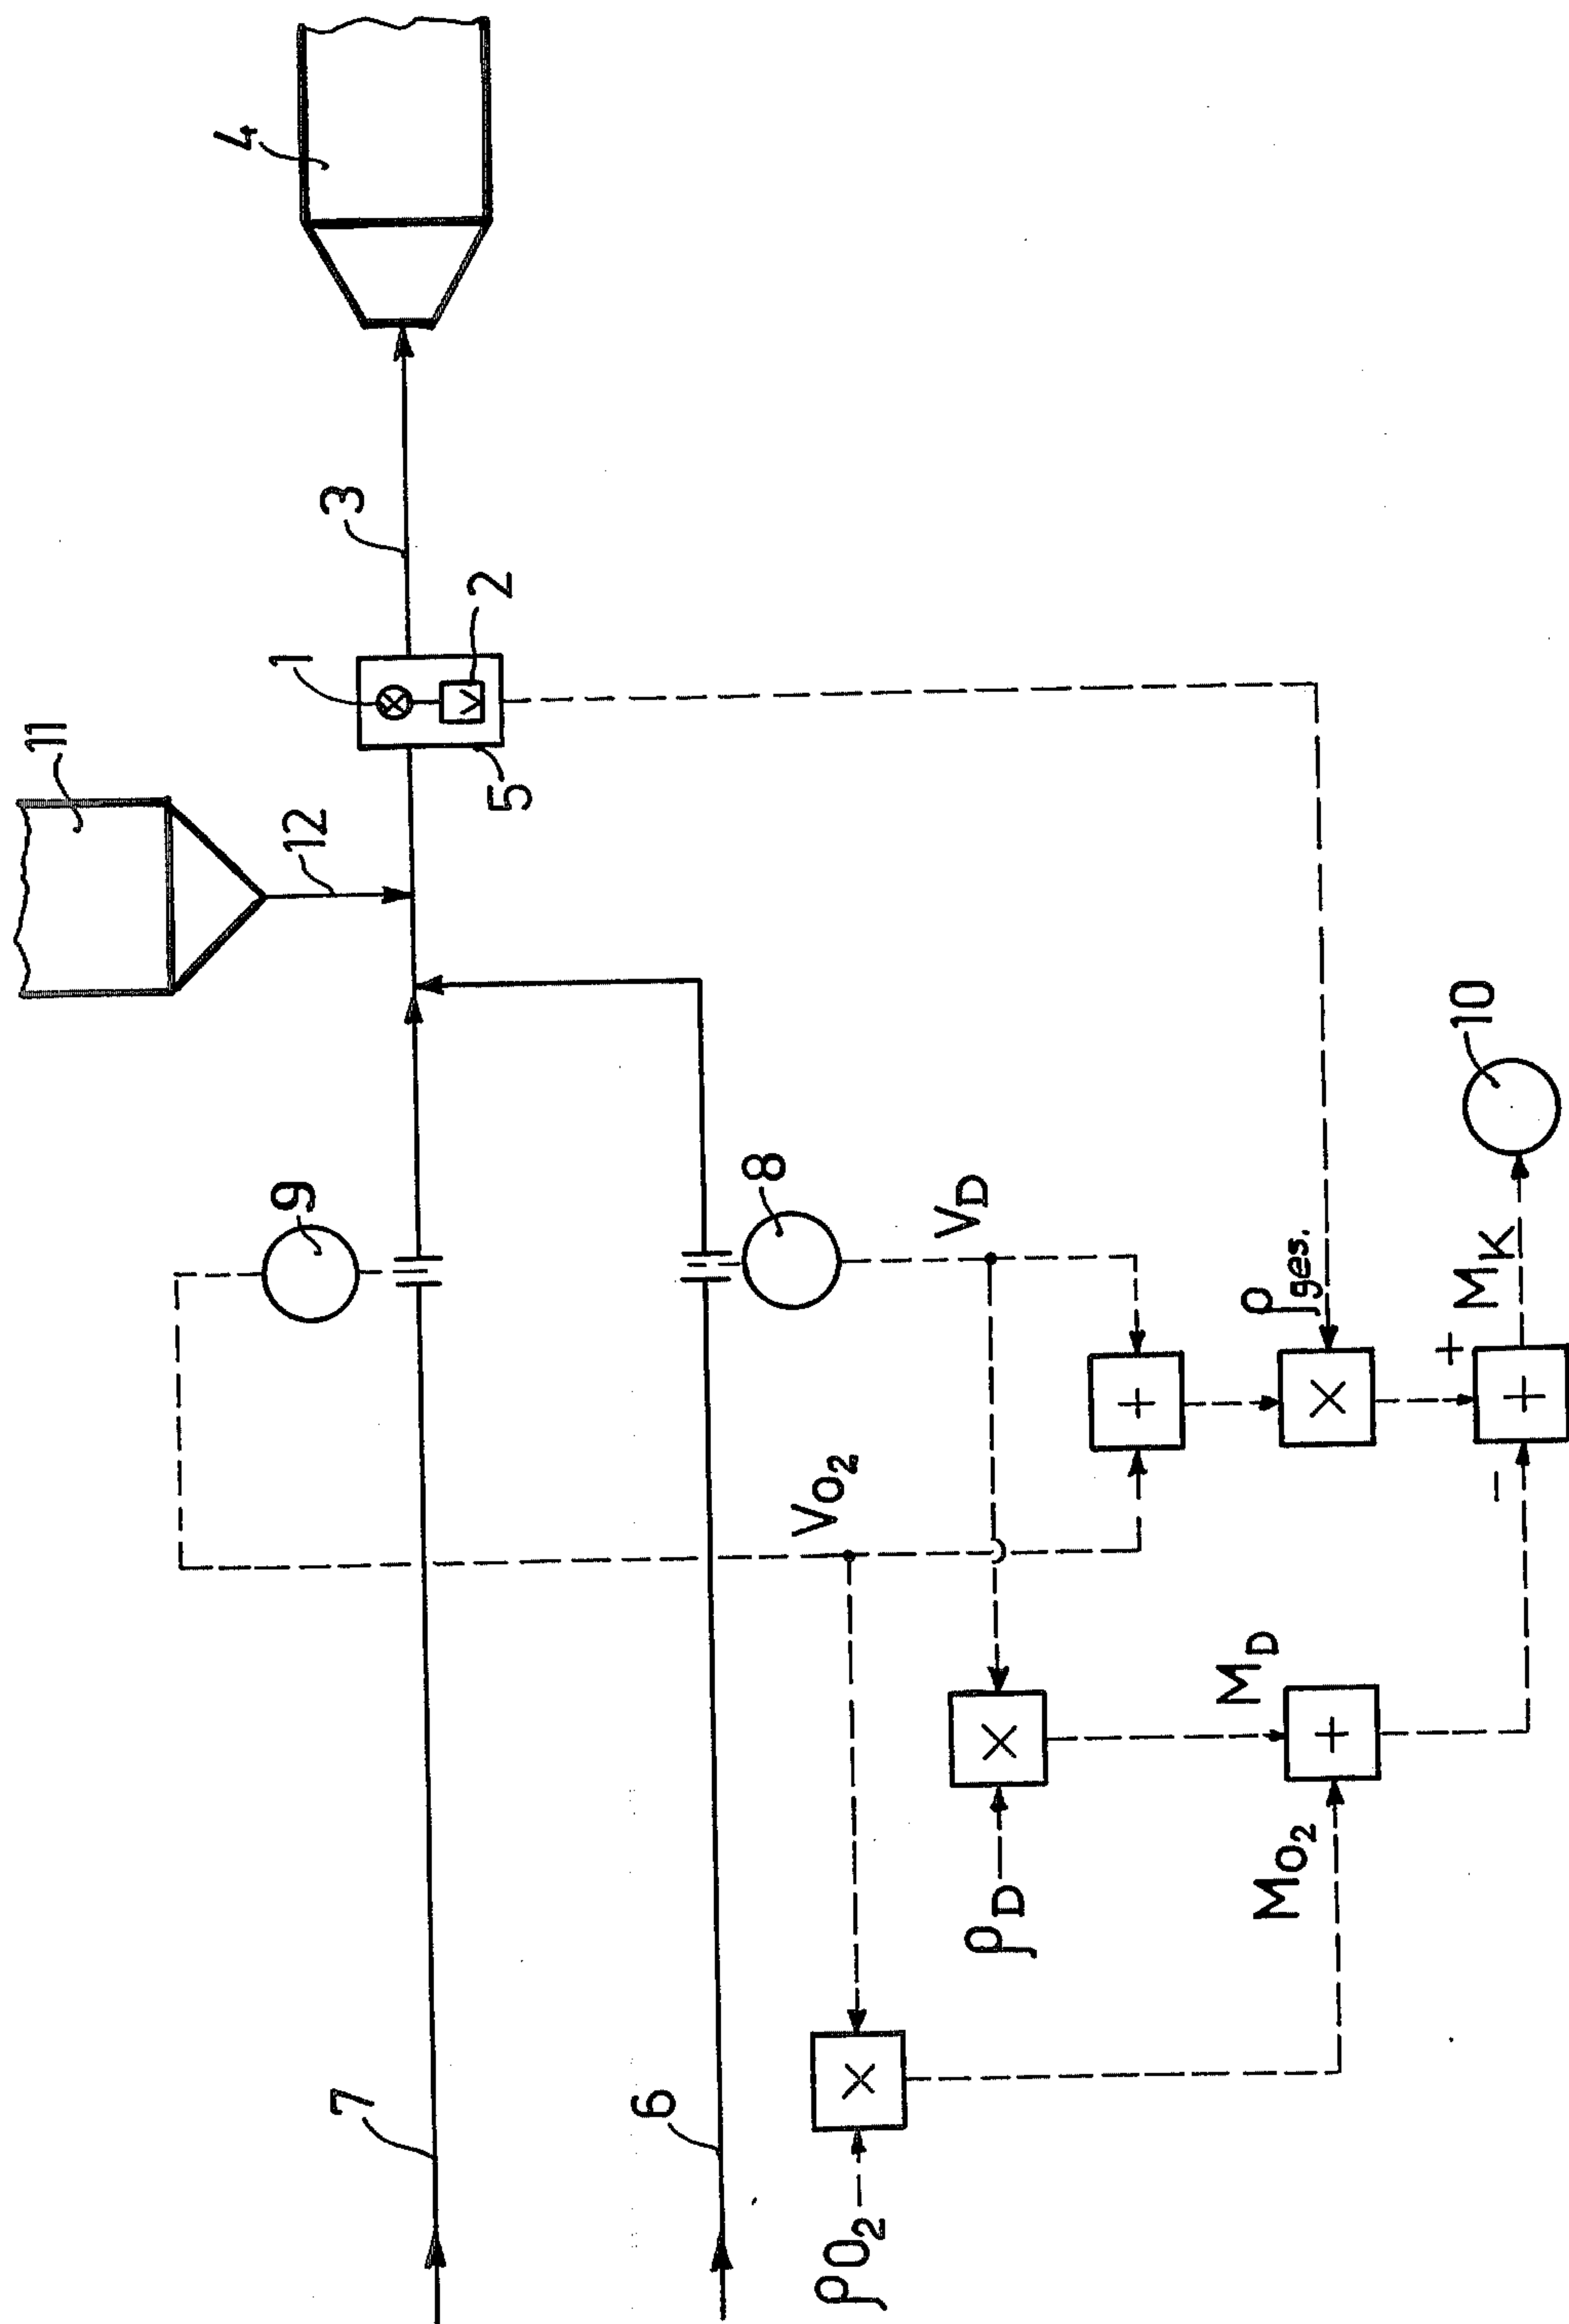 4
3
11
1
2
12
5
9
8
10
V_D
ρ_ges.
M_K
+
+
×
+
−
V_O₂
7
6
×
M_D
+
ρ_D
M_O₂
×
ρ_O₂